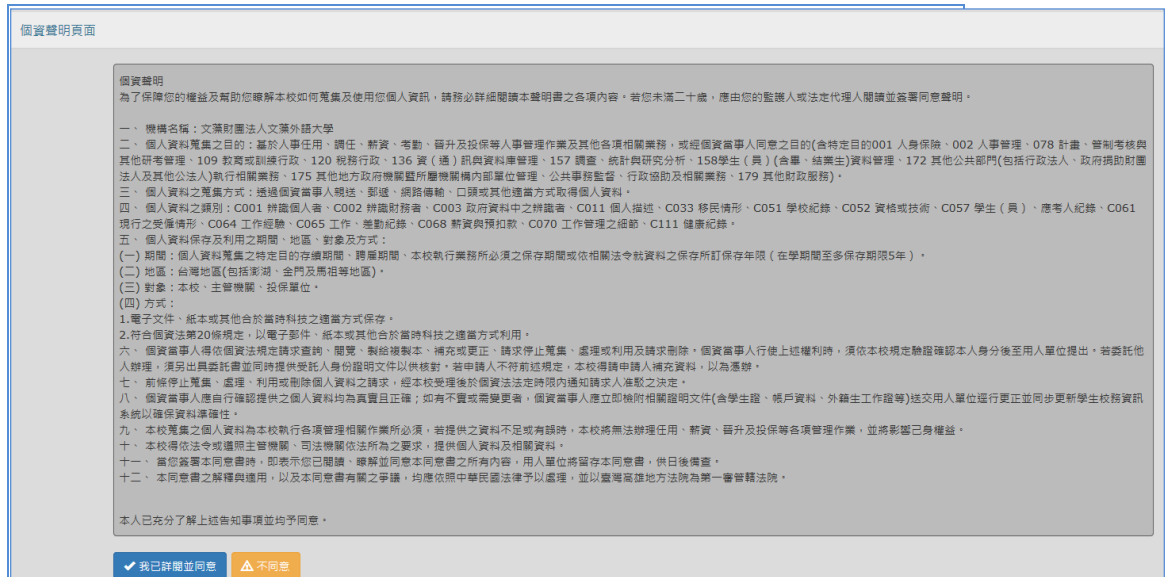 個資聲明頁面
個資聲明
為了保障您的權益及幫助您瞭解本校如何蒐集及使用您個人資訊，請務必詳細閱讀本聲明書之各項內容。若您未滿二十歲，應由您的監護人或法定代理人閱讀並簽署同意聲明。
一、 機構名稱：文藻財團法人文藻外語大學
二、 個人資料蒐集之目的：基於人事任用、調任、薪資、考勤、晉升及投保等人事管理作業及其他各項相關業務，或經個資當事人同意之目的(含特定目的001 人身保險、002 人事管理、078 計畫、管制考核與
其他研考管理、109 教育或訓練行政、120 稅務行政、136 資（通）訊與資料庫管理、157 調查、統計與研究分析、158學生（員）(含畢、結業生)資料管理、172 其他公共部門(包括行政法人、政府捐助財團
法人及其他公法人)執行相關業務、175 其他地方政府機關暨所屬機關構內部單位管理、公共事務監督、行政協助及相關業務、179 其他財政服務)。
三、 個人資料之蒐集方式：透過個資當事人親送、郵遞、網路傳輸、口頭或其他適當方式取得個人資料。
四、 個人資料之類別：C001 辨識個人者、C002 辨識財務者、C003 政府資料中之辨識者、C011 個人描述、C033 移民情形、C051 學校紀錄、C052 資格或技術、C057 學生（員）、應考人紀錄、C061
現行之受僱情形、C064 工作經驗、C065 工作、差勤紀錄、C068 薪資與預扣款、C070 工作管理之細節、C111 健康紀錄。
五、 個人資料保存及利用之期間、地區、對象及方式：
(一) 期間：個人資料蒐集之特定目的存續期間、聘雇期間、本校執行業務所必須之保存期間或依相關法令就資料之保存所訂保存年限（在學期間至多保存期限5年）。
(二) 地區：台灣地區(包括澎湖、金門及馬祖等地區)。
(三) 對象：本校、主管機關、投保單位。
(四) 方式：
1.電子文件、紙本或其他合於當時科技之適當方式保存。
2.符合個資法第20條規定，以電子郵件、紙本或其他合於當時科技之適當方式利用。
六、 個資當事人得依個資法規定請求查詢、閱覽、製給複製本、補充或更正、請求停止蒐集、處理或利用及請求刪除。個資當事人行使上述權利時，須依本校規定驗證確認本人身分後至用人單位提出。若委託他
人辦理，須另出具委託書並同時提供受託人身份證明文件以供核對。若申請人不符前述規定，本校得請申請人補充資料，以為憑辦。
七、 前條停止蒐集、處理、利用或刪除個人資料之請求，經本校受理後於個資法法定時限內通知請求人准駁之決定。
八、 個資當事人應自行確認提供之個人資料均為真實且正確；如有不實或需變更者，個資當事人應立即檢附相關證明文件(含學生證、帳戶資料、外籍生工作證等)送交用人單位逕行更正並同步更新學生校務資訊
系統以確保資料準確性。
九、 本校蒐集之個人資料為本校執行各項管理相關作業所必須，若提供之資料不足或有誤時，本校將無法辦理任用、薪資、晉升及投保等各項管理作業，並將影響己身權益。
十、 本校得依法令或遵照主管機關、司法機關依法所為之要求，提供個人資料及相關資料。
十一、 當您簽署本同意書時，即表示您已閱讀、瞭解並同意本同意書之所有內容，用人單位將留存本同意書，供日後備查。
十二、 本同意書之解釋與適用，以及本同意書有關之爭議，均應依照中華民國法律予以處理，並以臺灣高雄地方法院為第一審管轄法院。
本人已充分了解上述告知事項並均予同意。
我已詳閱並同意 不同意